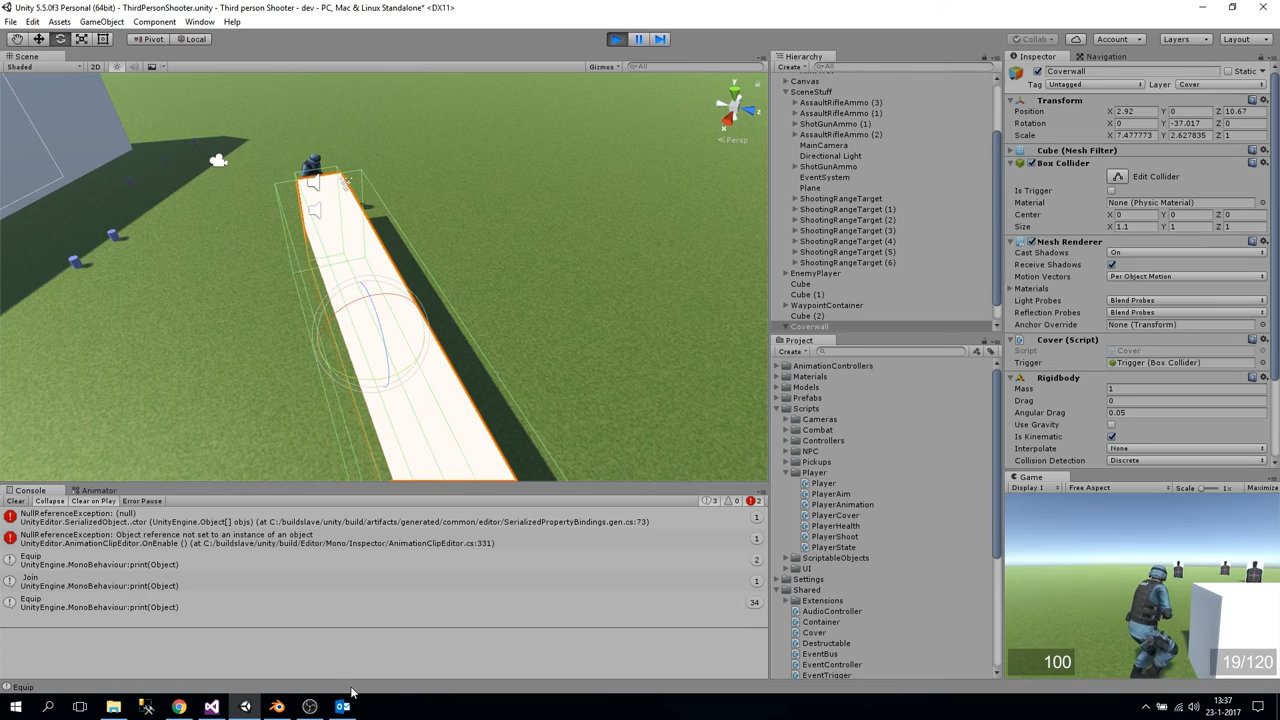 Unity 5.5.0f3 Personal (64bit) - ThirdPersonShooter.unity - Third person Shooter - dev - PC, Mac & Linux Standalone* <DX11>
File Edit Assets GameObject Component Window Help
Pivot Local Collab Account Layers Layout
Scene
Shaded 2D Gizmos All
y
z
x
Persp
Console Animator
Clear Collapse Clear on Play Error Pause 3 0 2
NullReferenceException: (null)
UnityEditor.SerializedObject..ctor (UnityEngine.Object[] objs) (at C:/buildslave/unity/build/artifacts/generated/common/editor/SerializedPropertyBindings.gen.cs:73)
1
NullReferenceException: Object reference not set to an instance of an object
UnityEditor.AnimationClipEditor.OnEnable () (at C:/buildslave/unity/build/Editor/Mono/Inspector/AnimationClipEditor.cs:331)
1
Equip
UnityEngine.MonoBehaviour:print(Object)
2
Join
UnityEngine.MonoBehaviour:print(Object)
1
Equip
UnityEngine.MonoBehaviour:print(Object)
34
Equip
Hierarchy
Create All
Canvas
SceneStuff
AssaultRifleAmmo (3)
AssaultRifleAmmo (1)
ShotGunAmmo (1)
AssaultRifleAmmo (2)
MainCamera
Directional Light
ShotGunAmmo
EventSystem
Plane
ShootingRangeTarget
ShootingRangeTarget (1)
ShootingRangeTarget (2)
ShootingRangeTarget (3)
ShootingRangeTarget (4)
ShootingRangeTarget (5)
ShootingRangeTarget (6)
EnemyPlayer
Cube
Cube (1)
WaypointContainer
Cube (2)
Coverwall
Project
Create
AnimationControllers
Materials
Models
Prefabs
Scripts
Cameras
Combat
Controllers
NPC
Pickups
Player
Player
PlayerAim
PlayerAnimation
PlayerCover
PlayerHealth
PlayerShoot
PlayerState
ScriptableObjects
UI
Settings
Shared
Extensions
AudioController
Container
Cover
Destructable
EventBus
EventController
EventTrigger
Inspector Navigation
Coverwall Static
Tag Untagged Layer Cover
Transform
Position X 2.92 Y 0 Z 10.67
Rotation X 0 Y -37.017 Z 0
Scale X 7.477773 Y 2.627835 Z 1
Cube (Mesh Filter)
Box Collider
Edit Collider
Is Trigger
Material None (Physic Material)
Center X 0 Y 0 Z 0
Size X 1.1 Y 1 Z 1
Mesh Renderer
Cast Shadows On
Receive Shadows
Motion Vectors Per Object Motion
Materials
Light Probes Blend Probes
Reflection Probes Blend Probes
Anchor Override None (Transform)
Cover (Script)
Script Cover
Trigger Trigger (Box Collider)
Rigidbody
Mass 1
Drag 0
Angular Drag 0.05
Use Gravity
Is Kinematic
Interpolate None
Collision Detection Discrete
Game
Display 1 Free Aspect Scale 1x Maximize
100 19/120
13:37
23-1-2017